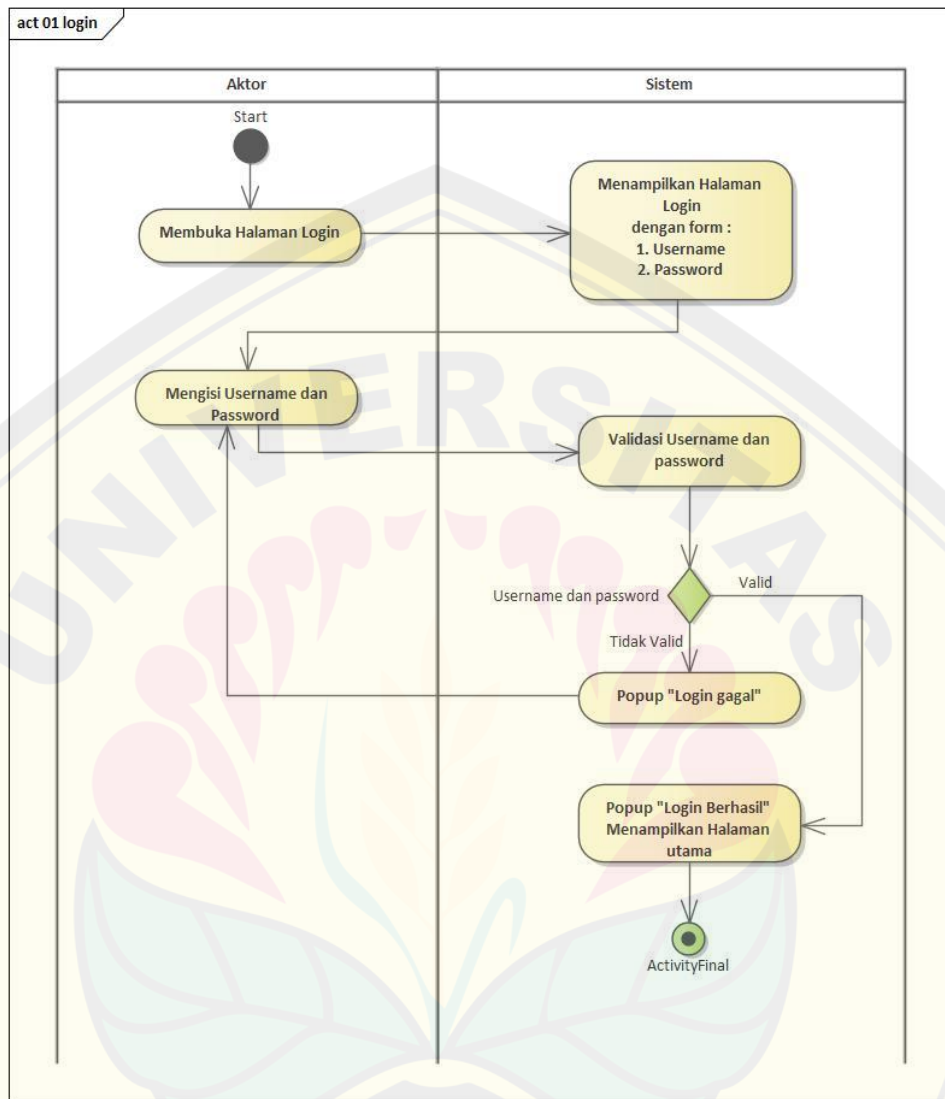 act 01 login
Aktor
Sistem
Start
Membuka Halaman Login
Menampilkan Halaman
Login
dengan form :
1. Username
2. Password
Mengisi Username dan
Password
Validasi Username dan
password
Username dan password
Valid
Tidak Valid
Popup "Login gagal"
Popup "Login Berhasil"
Menampilkan Halaman
utama
ActivityFinal
UNIVERSITAS